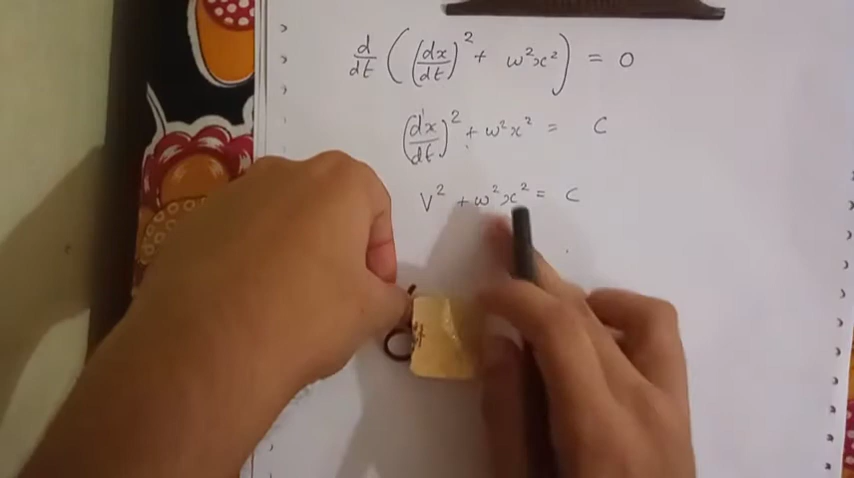 d/dt ((dx/dt)² + ω²x²) = 0
(dx/dt)² + ω²x² = C
V² + ω²x² = C